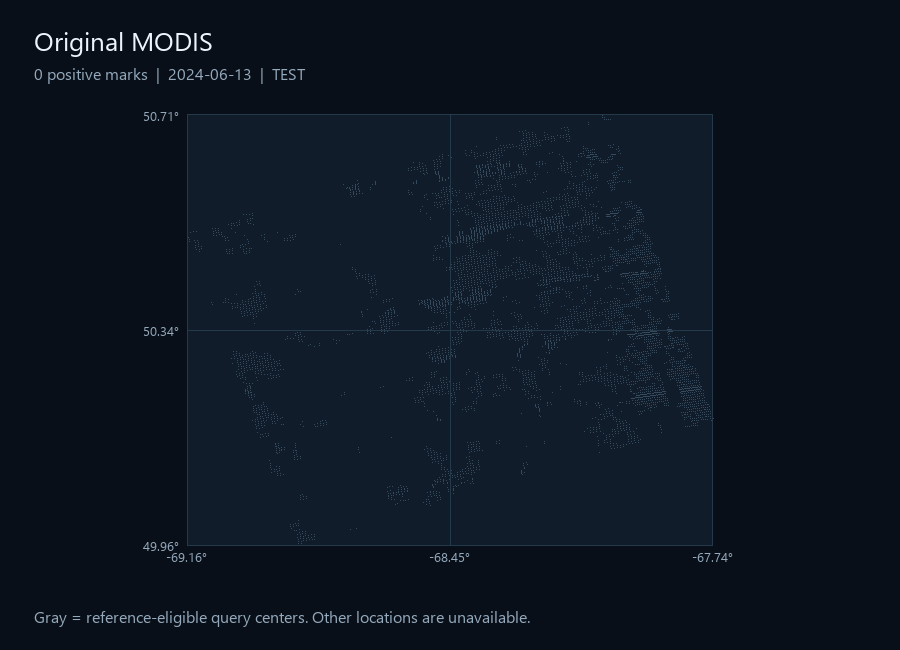 Original MODIS
0 positive marks | 2024-06-13 | TEST
50.71°
50.34°
49.96°
-69.16°
-68.45°
-67.74°
Gray = reference-eligible query centers. Other locations are unavailable.